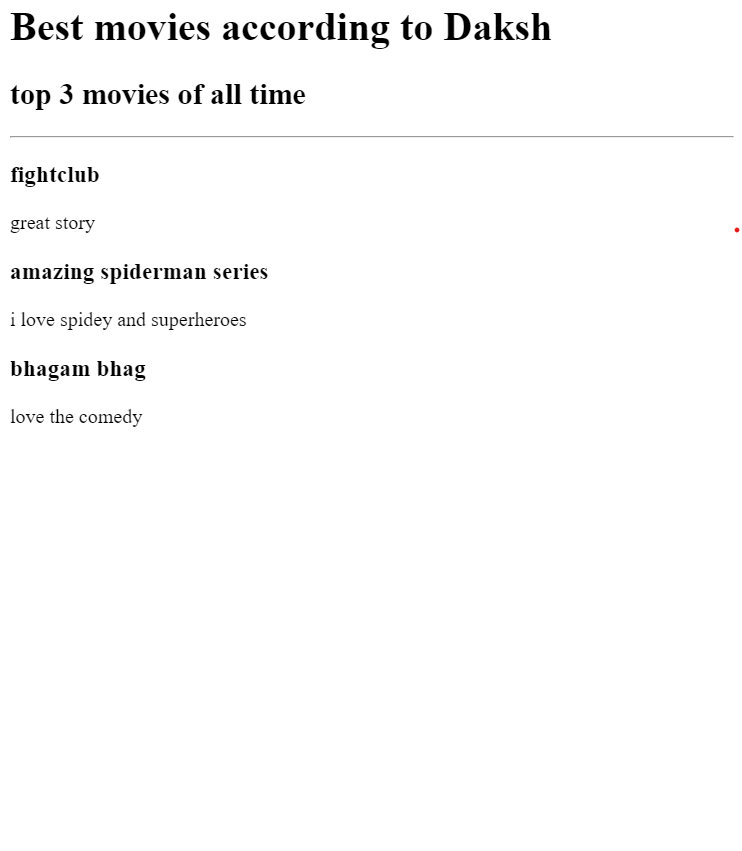 Best movies according to Daksh
top 3 movies of all time
fightclub
great story
amazing spiderman series
i love spidey and superheroes
bhagam bhag
love the comedy